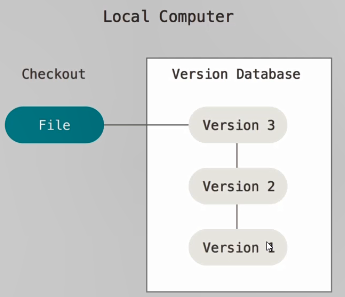 Local Computer
Checkout
Version Database
File
Version 3
Version 2
Version 1